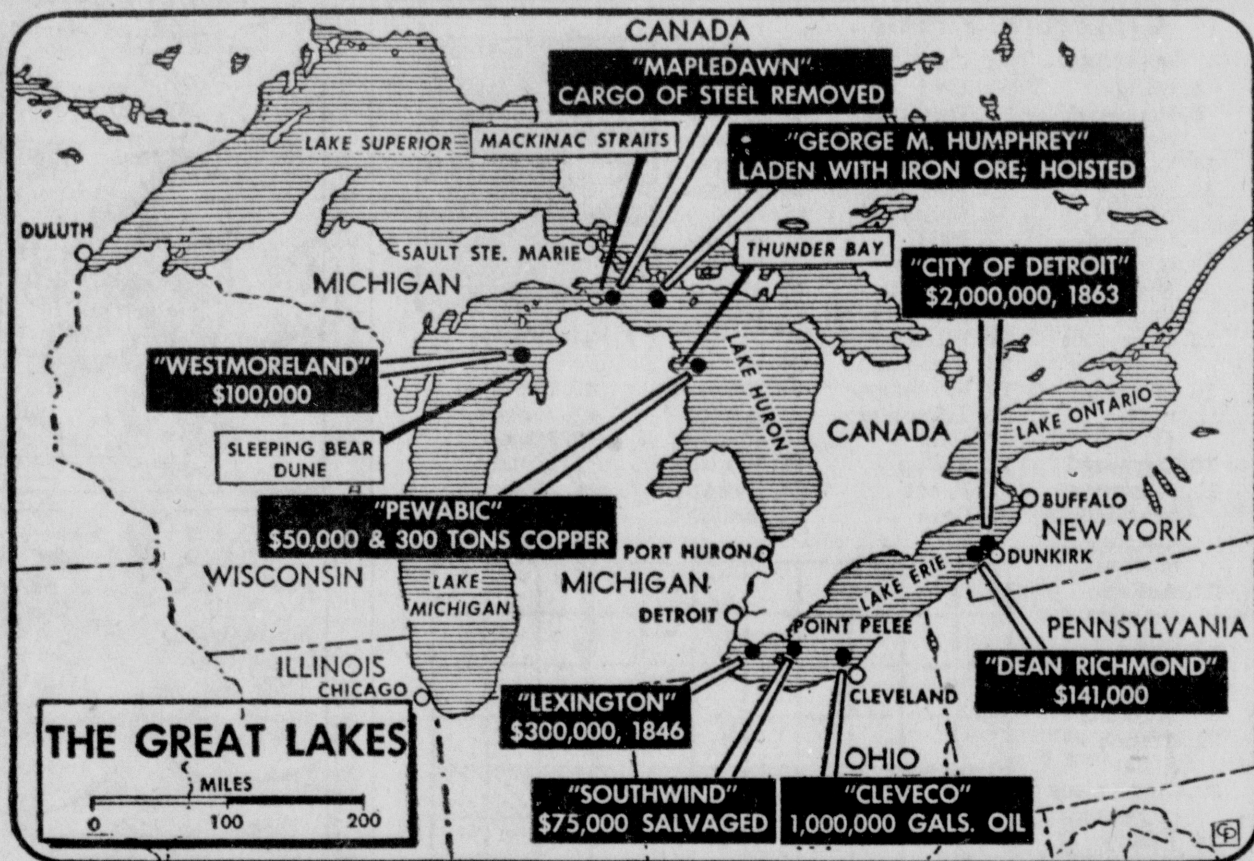 CANADA
"MAPLEDAWN"
CARGO OF STEEL REMOVED
LAKE SUPERIOR
MACKINAC STRAITS
"GEORGE M. HUMPHREY"
LADEN WITH IRON ORE; HOISTED
DULUTH
SAULT STE. MARIE
THUNDER BAY
MICHIGAN
"CITY OF DETROIT"
$2,000,000, 1863
"WESTMORELAND"
$100,000
LAKE HURON
LAKE ONTARIO
SLEEPING BEAR
DUNE
CANADA
"PEWABIC"
$50,000 & 300 TONS COPPER
BUFFALO
NEW YORK
PORT HURON
DUNKIRK
WISCONSIN
LAKE
MICHIGAN
MICHIGAN
LAKE ERIE
DETROIT
POINT PELEE
PENNSYLVANIA
ILLINOIS
CHICAGO
"LEXINGTON"
$300,000, 1846
CLEVELAND
"DEAN RICHMOND"
$141,000
THE GREAT LAKES
MILES
0 100 200
OHIO
"SOUTHWIND"
$75,000 SALVAGED
"CLEVECO"
1,000,000 GALS. OIL
CP